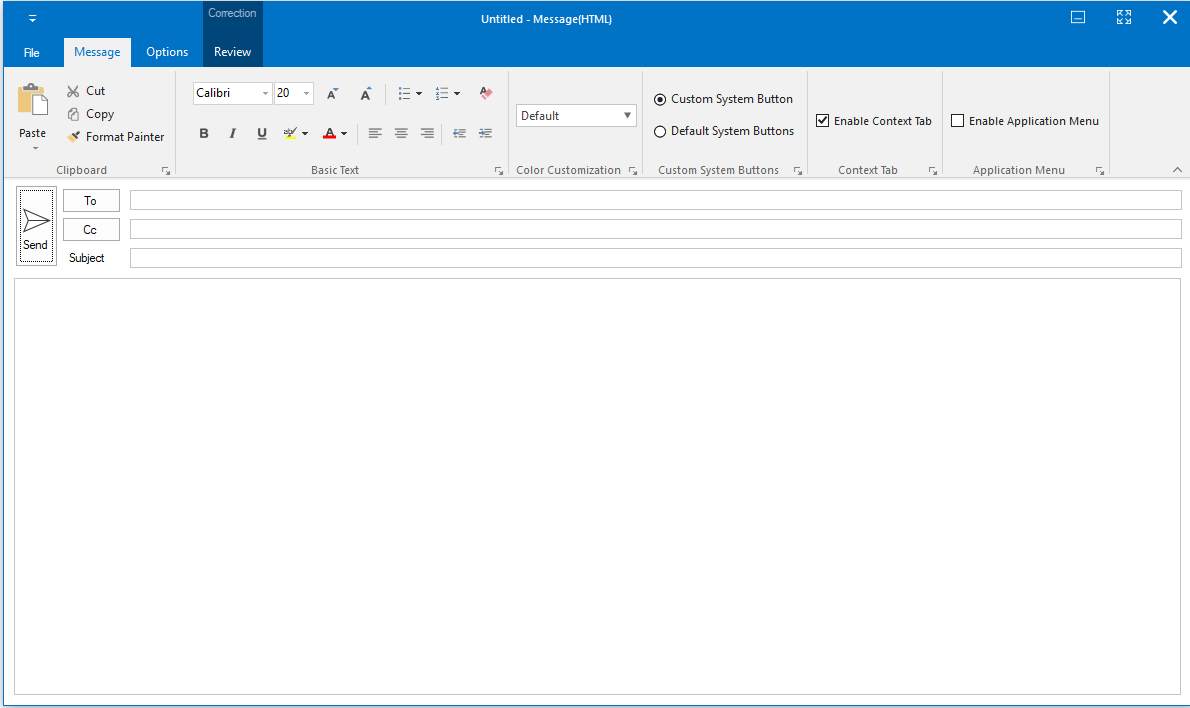 Correction
Untitled - Message(HTML)
File
Message
Options
Review
Paste
Cut
Copy
Format Painter
Clipboard
Calibri
20
B I U
Basic Text
Default
Color Customization
Custom System Button
Default System Buttons
Custom System Buttons
Enable Context Tab
Context Tab
Enable Application Menu
Application Menu
Send
To
Cc
Subject